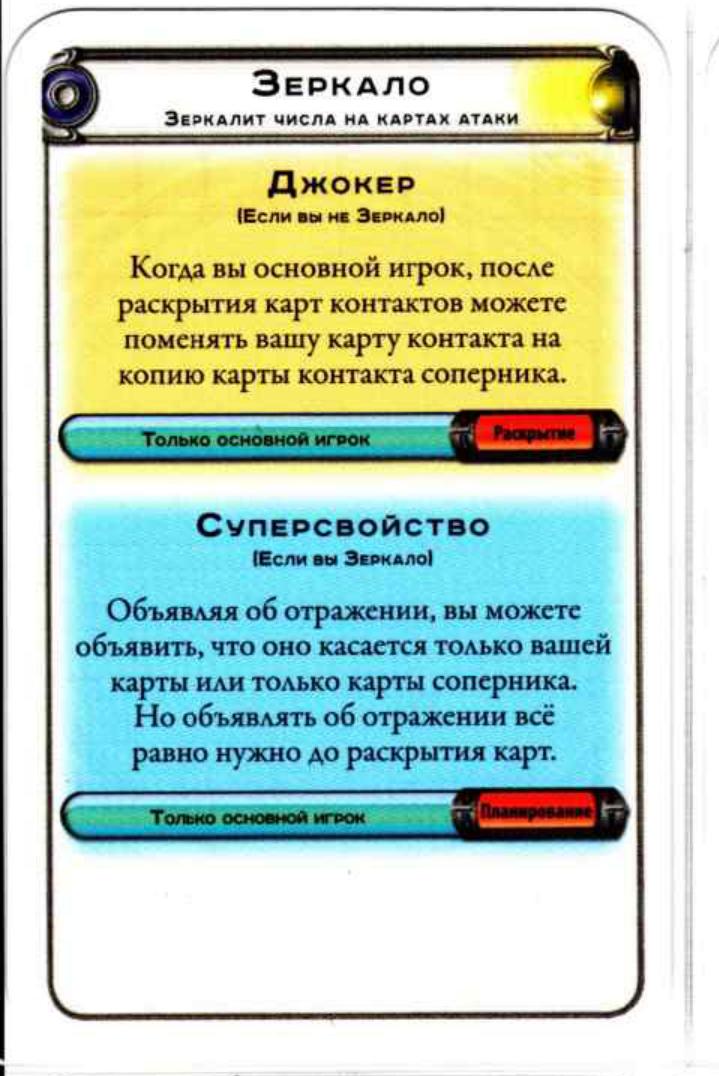 Зеркало
Зеркалит числа на картах атаки
Джокер
(Если вы не Зеркало)
Когда вы основной игрок, после
раскрытия карт контактов можете
поменять вашу карту контакта на
копию карты контакта соперника.
Только основной игрок Раскрытие
Суперсвойство
(Если вы Зеркало)
Объявляя об отражении, вы можете
объявить, что оно касается только вашей
карты или только карты соперника.
Но объявлять об отражении всё
равно нужно до раскрытия карт.
Только основной игрок Планирование